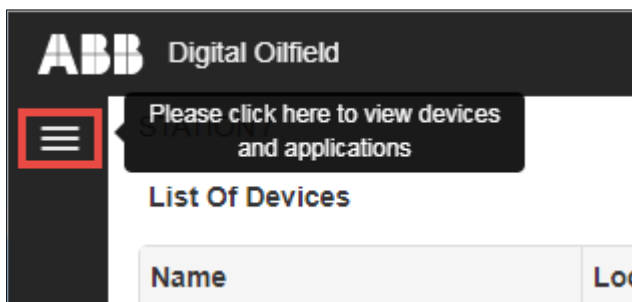 ABB Digital Oilfield
Please click here to view devices
and applications
List Of Devices
Name